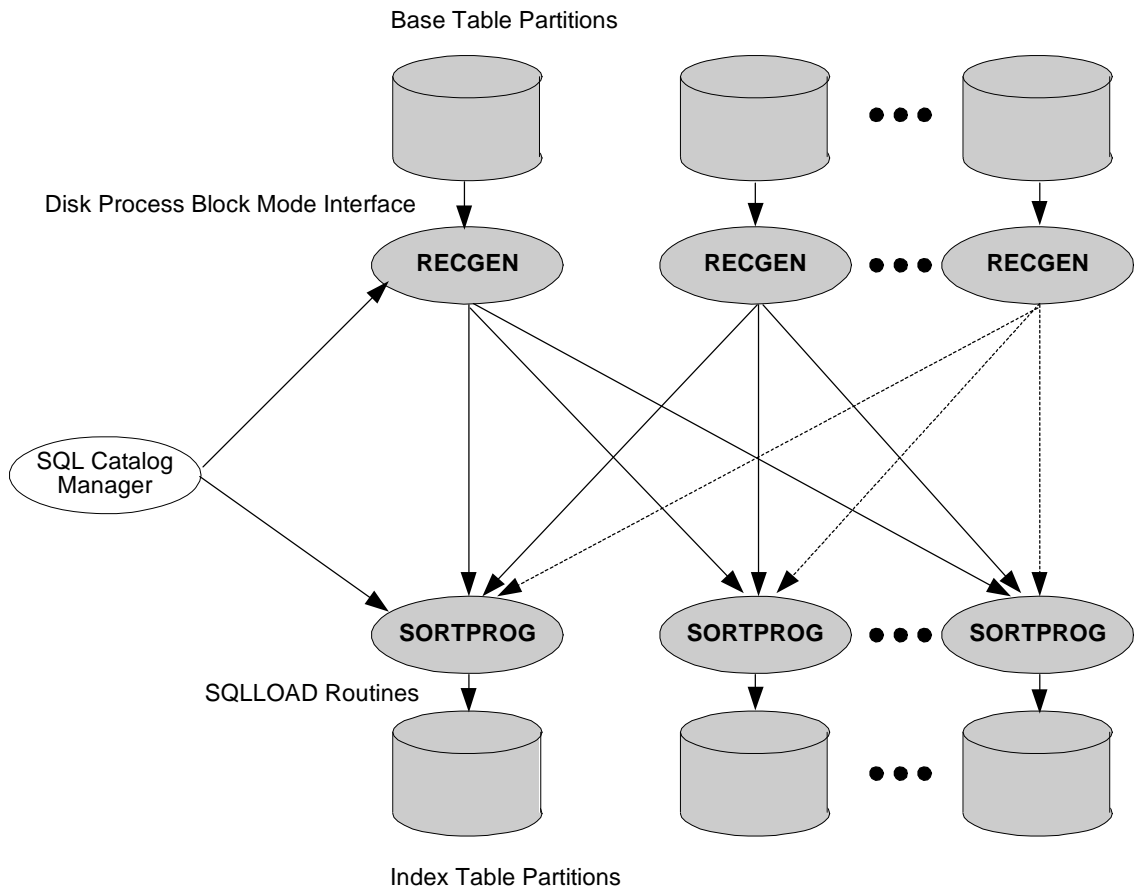 Base Table Partitions
Disk Process Block Mode Interface
RECGEN
RECGEN
RECGEN
SQL Catalog
Manager
SORTPROG
SORTPROG
SORTPROG
SQLLOAD Routines
Index Table Partitions